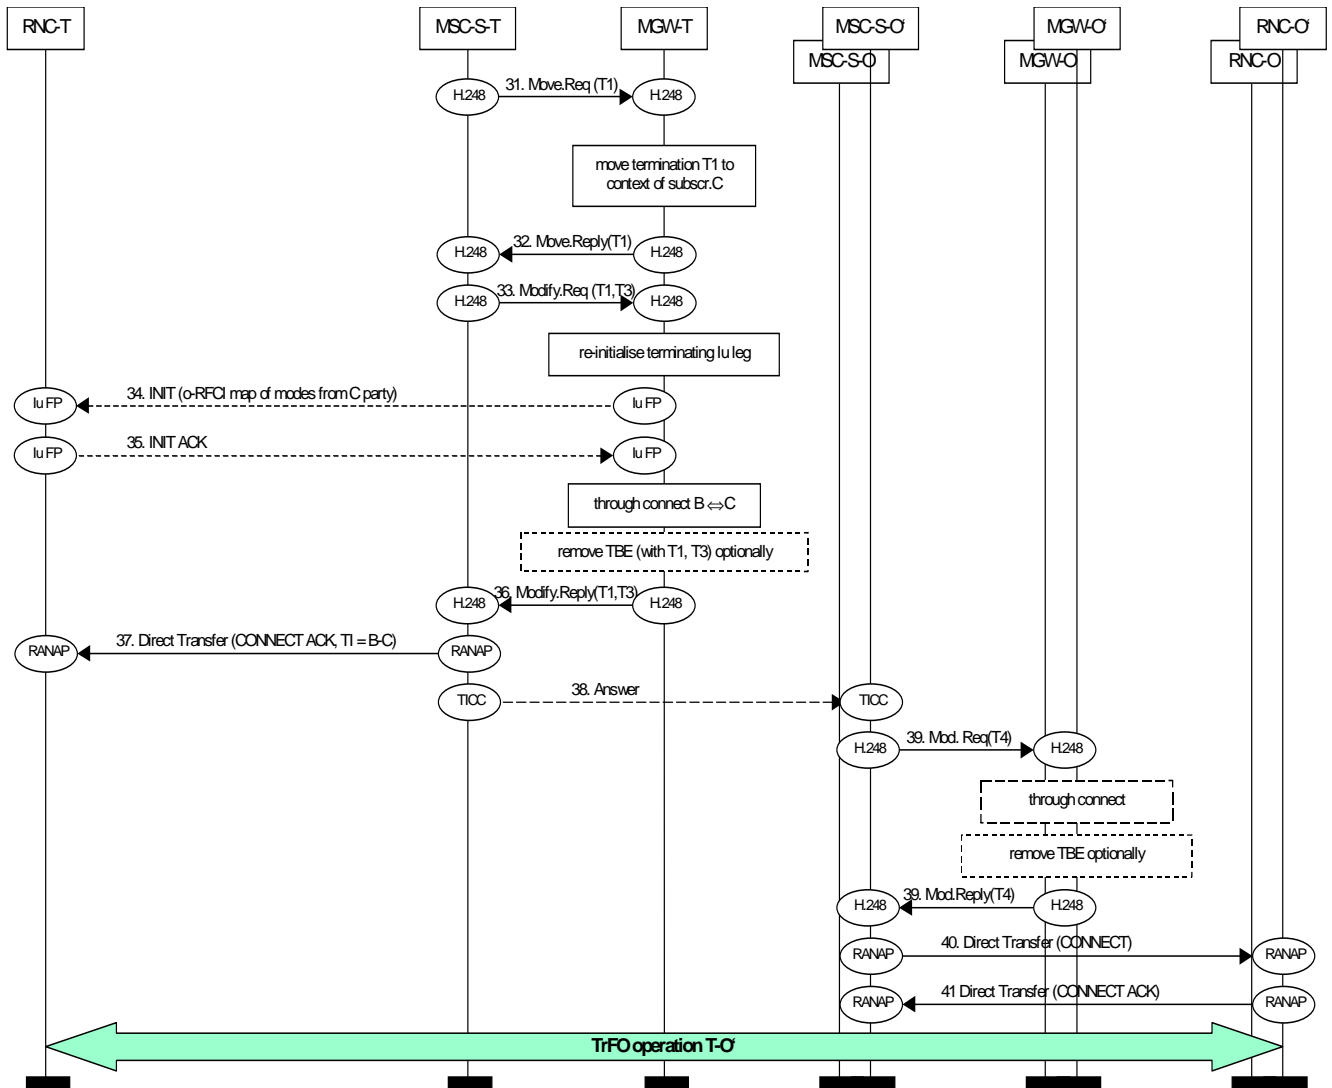 RNC-T
MSC-S-T
MGW-T
MSC-S-O'
MGW-O'
RNC-O'
MSC-S-O
MGW-O
RNC-O
H.248
31. Move.Req (T1)
H.248
move termination T1 to
context of subscr.C
H.248
32. Move.Reply(T1)
H.248
H.248
33. Modify.Req (T1,T3)
H.248
re-initialise terminating Iu leg
Iu FP
34. INIT (o-RFCI map of modes from C party)
Iu FP
Iu FP
35. INIT ACK
Iu FP
through connect B ⇔ C
remove TBE (with T1, T3) optionally
H.248
36. Modify.Reply(T1,T3)
H.248
RANAP
37. Direct Transfer (CONNECT ACK, TI = B-C)
RANAP
TICC
38. Answer
TICC
H.248
39. Mod. Req(T4)
H.248
through connect
remove TBE optionally
H.248
39. Mod.Reply(T4)
H.248
RANAP
40. Direct Transfer (CONNECT)
RANAP
RANAP
41 Direct Transfer (CONNECT ACK)
RANAP
TrFO operation T-O'